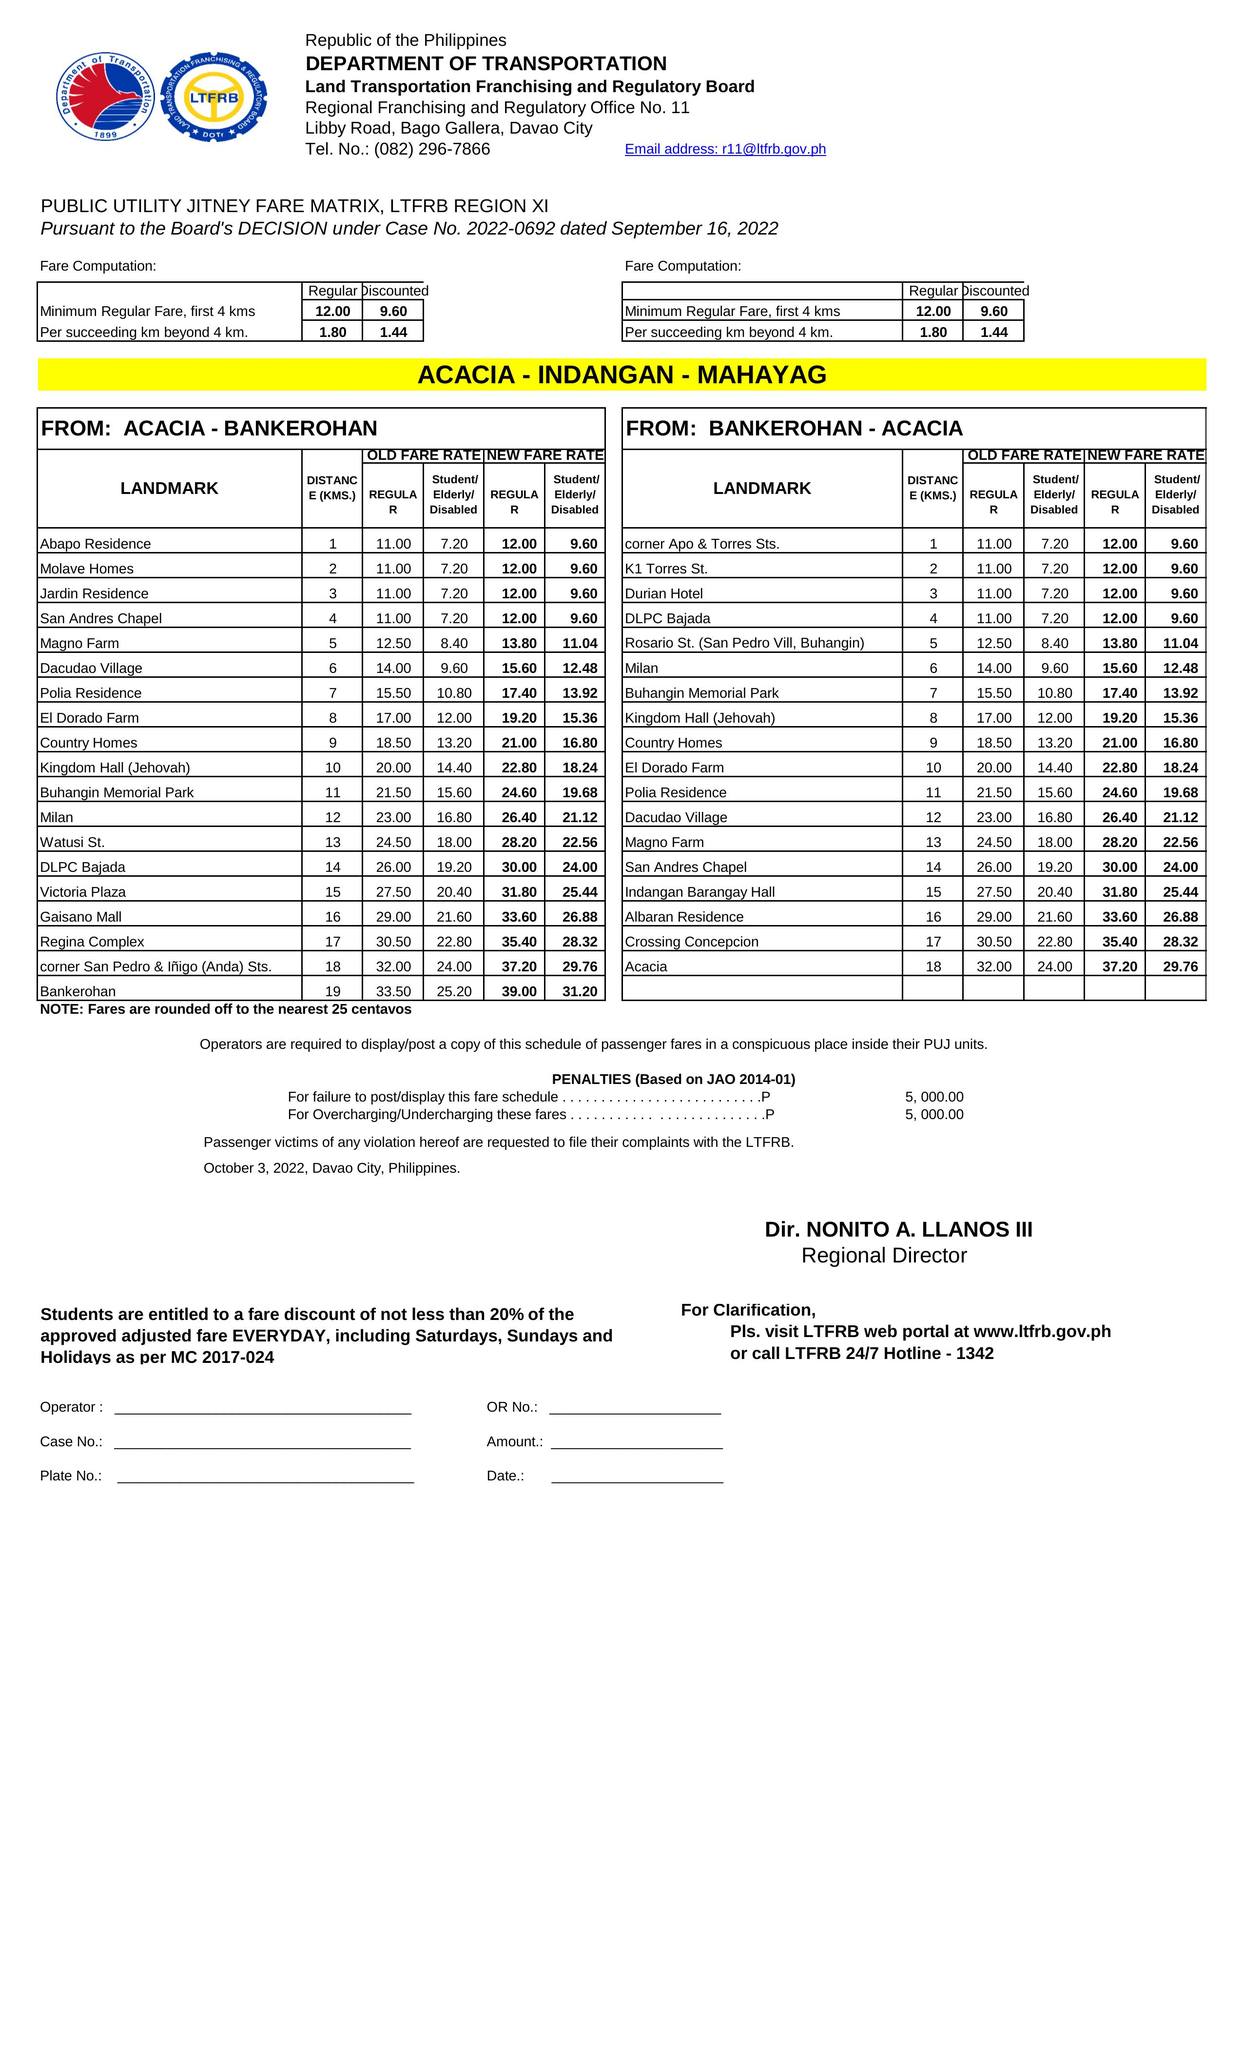 Department of Transportation
1899
LAND TRANSPORTATION FRANCHISING & REGULATORY BOARD
LTFRB
DOTr
Republic of the Philippines
DEPARTMENT OF TRANSPORTATION
Land Transportation Franchising and Regulatory Board
Regional Franchising and Regulatory Office No. 11
Libby Road, Bago Gallera, Davao City
Tel. No.: (082) 296-7866 Email address: r11@ltfrb.gov.ph
PUBLIC UTILITY JITNEY FARE MATRIX, LTFRB REGION XI
Pursuant to the Board's DECISION under Case No. 2022-0692 dated September 16, 2022
Fare Computation:
Regular Discounted
Minimum Regular Fare, first 4 kms 12.00 9.60
Per succeeding km beyond 4 km. 1.80 1.44
Fare Computation:
Regular Discounted
Minimum Regular Fare, first 4 kms 12.00 9.60
Per succeeding km beyond 4 km. 1.80 1.44
ACACIA - INDANGAN - MAHAYAG
FROM: ACACIA - BANKEROHAN
OLD FARE RATE NEW FARE RATE
LANDMARK DISTANCE (KMS.) REGULAR Student/ Elderly/ Disabled REGULAR Student/ Elderly/ Disabled
Abapo Residence 1 11.00 7.20 12.00 9.60
Molave Homes 2 11.00 7.20 12.00 9.60
Jardin Residence 3 11.00 7.20 12.00 9.60
San Andres Chapel 4 11.00 7.20 12.00 9.60
Magno Farm 5 12.50 8.40 13.80 11.04
Dacudao Village 6 14.00 9.60 15.60 12.48
Polia Residence 7 15.50 10.80 17.40 13.92
El Dorado Farm 8 17.00 12.00 19.20 15.36
Country Homes 9 18.50 13.20 21.00 16.80
Kingdom Hall (Jehovah) 10 20.00 14.40 22.80 18.24
Buhangin Memorial Park 11 21.50 15.60 24.60 19.68
Milan 12 23.00 16.80 26.40 21.12
Watusi St. 13 24.50 18.00 28.20 22.56
DLPC Bajada 14 26.00 19.20 30.00 24.00
Victoria Plaza 15 27.50 20.40 31.80 25.44
Gaisano Mall 16 29.00 21.60 33.60 26.88
Regina Complex 17 30.50 22.80 35.40 28.32
corner San Pedro & Iñigo (Anda) Sts. 18 32.00 24.00 37.20 29.76
Bankerohan 19 33.50 25.20 39.00 31.20
FROM: BANKEROHAN - ACACIA
OLD FARE RATE NEW FARE RATE
LANDMARK DISTANCE (KMS.) REGULAR Student/ Elderly/ Disabled REGULAR Student/ Elderly/ Disabled
corner Apo & Torres Sts. 1 11.00 7.20 12.00 9.60
K1 Torres St. 2 11.00 7.20 12.00 9.60
Durian Hotel 3 11.00 7.20 12.00 9.60
DLPC Bajada 4 11.00 7.20 12.00 9.60
Rosario St. (San Pedro Vill, Buhangin) 5 12.50 8.40 13.80 11.04
Milan 6 14.00 9.60 15.60 12.48
Buhangin Memorial Park 7 15.50 10.80 17.40 13.92
Kingdom Hall (Jehovah) 8 17.00 12.00 19.20 15.36
Country Homes 9 18.50 13.20 21.00 16.80
El Dorado Farm 10 20.00 14.40 22.80 18.24
Polia Residence 11 21.50 15.60 24.60 19.68
Dacudao Village 12 23.00 16.80 26.40 21.12
Magno Farm 13 24.50 18.00 28.20 22.56
San Andres Chapel 14 26.00 19.20 30.00 24.00
Indangan Barangay Hall 15 27.50 20.40 31.80 25.44
Albaran Residence 16 29.00 21.60 33.60 26.88
Crossing Concepcion 17 30.50 22.80 35.40 28.32
Acacia 18 32.00 24.00 37.20 29.76
NOTE: Fares are rounded off to the nearest 25 centavos
Operators are required to display/post a copy of this schedule of passenger fares in a conspicuous place inside their PUJ units.
PENALTIES (Based on JAO 2014-01)
For failure to post/display this fare schedule . . . . . . . . . . . . . . . . . . . . . . . . . .P 5, 000.00
For Overcharging/Undercharging these fares . . . . . . . . . . . . . . . . . . . . . . . . .P 5, 000.00
Passenger victims of any violation hereof are requested to file their complaints with the LTFRB.
October 3, 2022, Davao City, Philippines.
Dir. NONITO A. LLANOS III
Regional Director
Students are entitled to a fare discount of not less than 20% of the
approved adjusted fare EVERYDAY, including Saturdays, Sundays and
Holidays as per MC 2017-024
For Clarification,
Pls. visit LTFRB web portal at www.ltfrb.gov.ph
or call LTFRB 24/7 Hotline - 1342
Operator : ______ OR No.: ______
Case No.: ______ Amount.: ______
Plate No.: ______ Date.: ______